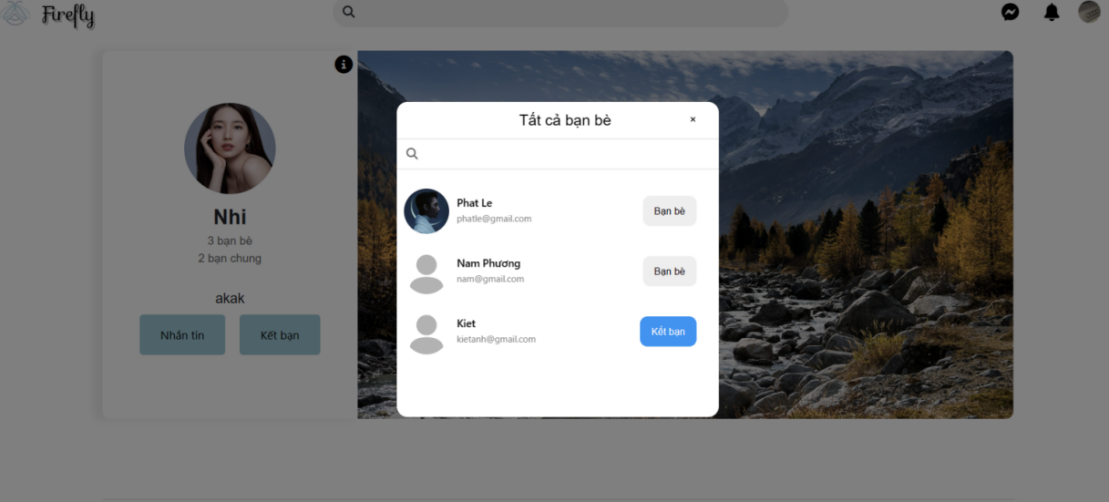 Firefly
Nhi
3 bạn bè
2 bạn chung
akak
Nhắn tin
Kết bạn
Tất cả bạn bè
×
Phat Le
phatle@gmail.com
Bạn bè
Nam Phương
nam@gmail.com
Bạn bè
Kiet
kietanh@gmail.com
Kết bạn